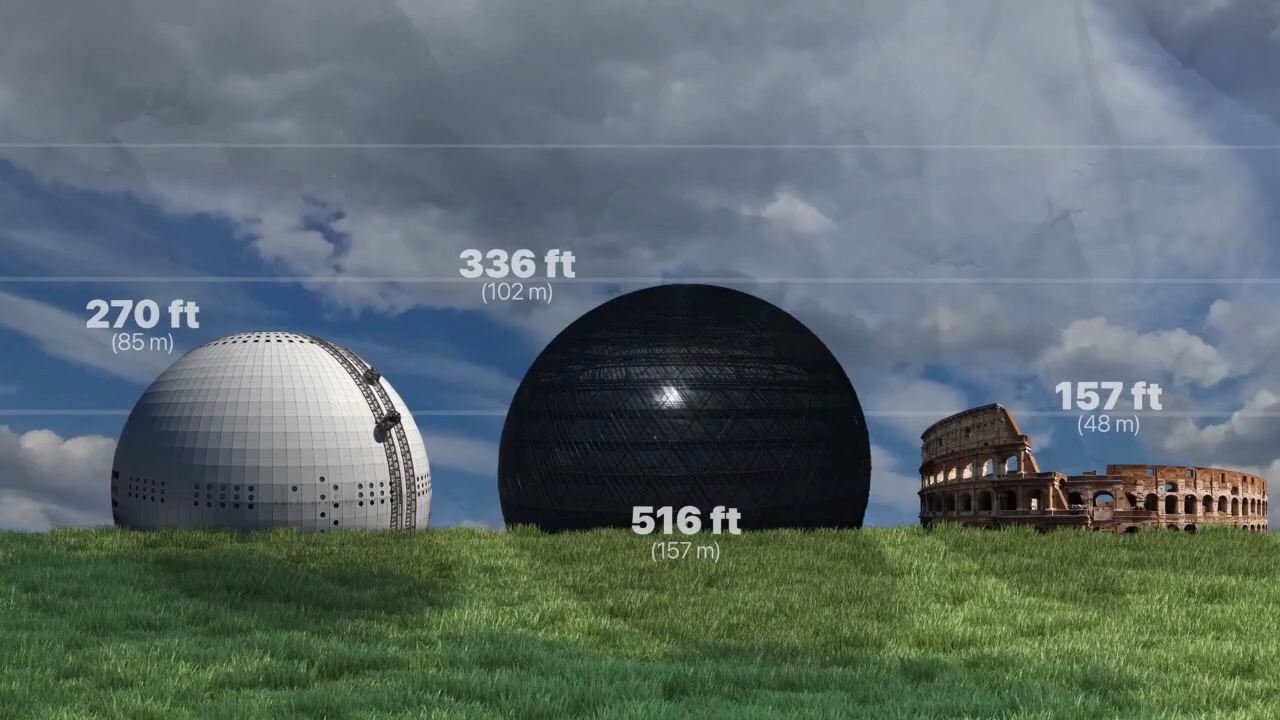 336 ft
(102 m)
270 ft
(85 m)
157 ft
(48 m)
516 ft
(157 m)